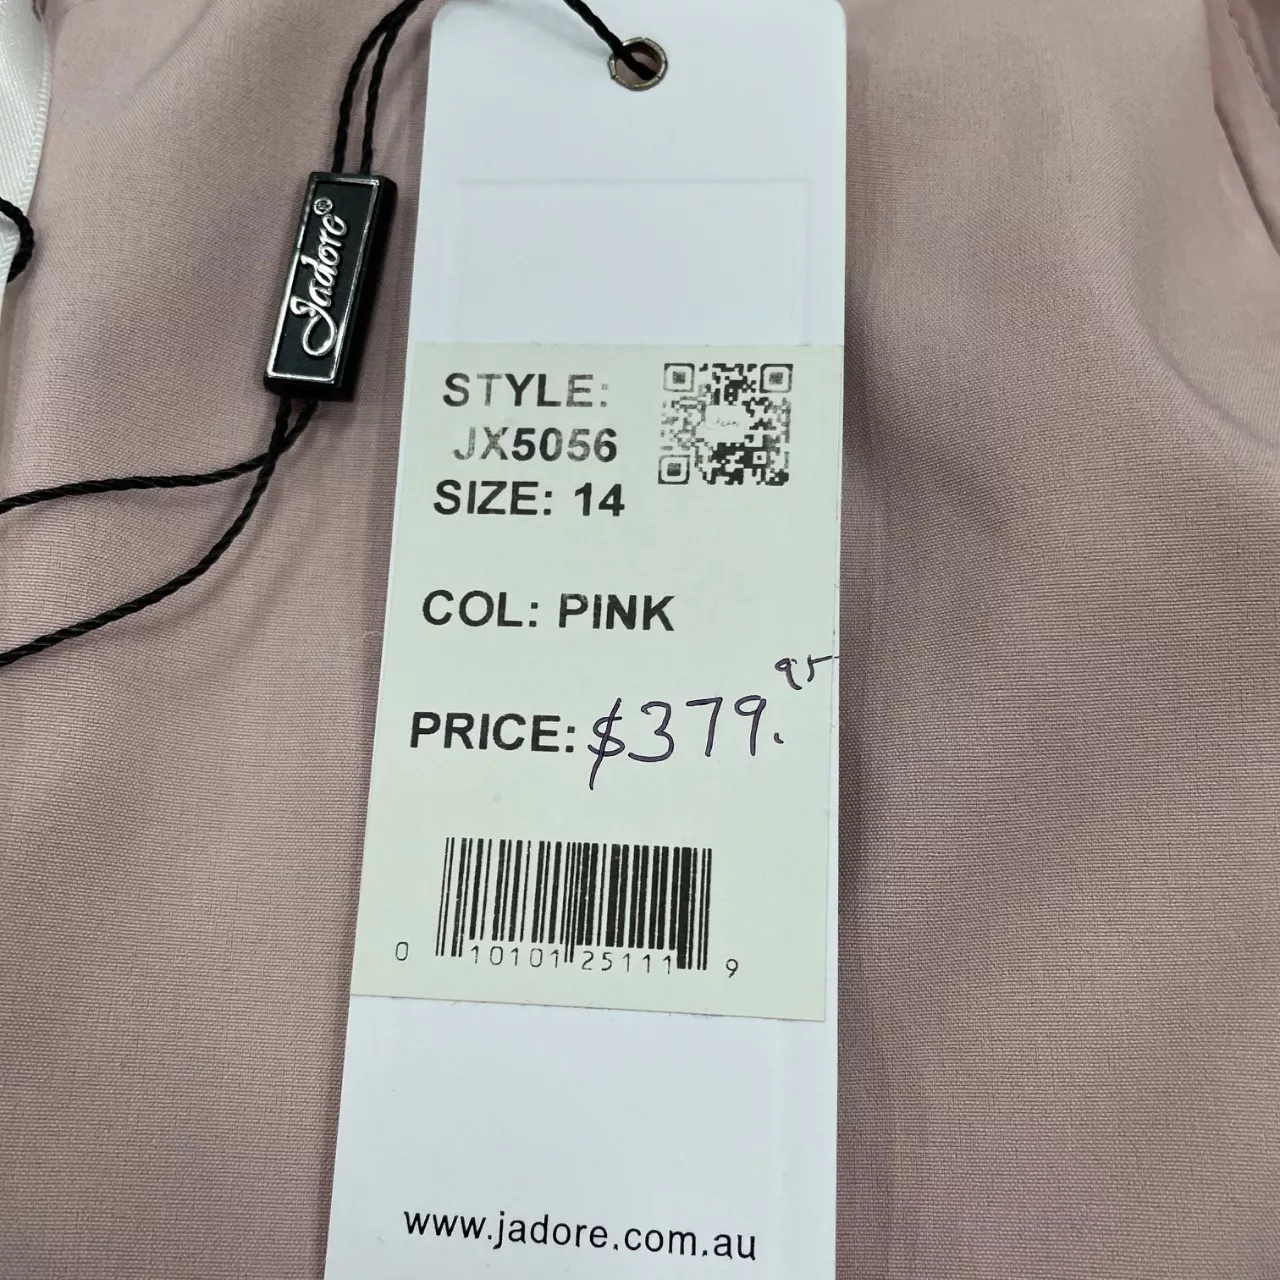 Jadore®
STYLE:
JX5056
SIZE: 14
COL: PINK
PRICE: $379.95
0 10101 25111 9
www.jadore.com.au